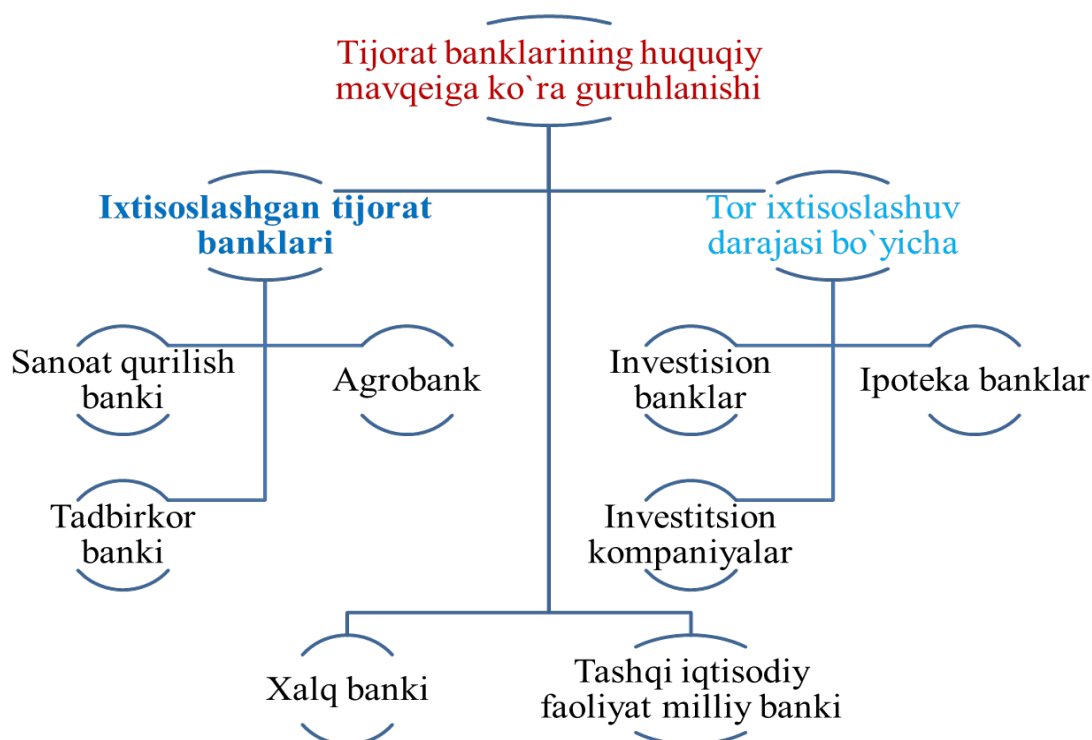 Tijorat banklarining huquqiy
mavqeiga ko`ra guruhlanishi
Ixtisoslashgan tijorat
banklari
Tor ixtisoslashuv
darajasi bo`yicha
Sanoat qurilish
banki
Agrobank
Investision
banklar
Ipoteka banklar
Tadbirkor
banki
Investitsion
kompaniyalar
Xalq banki
Tashqi iqtisodiy
faoliyat milliy banki